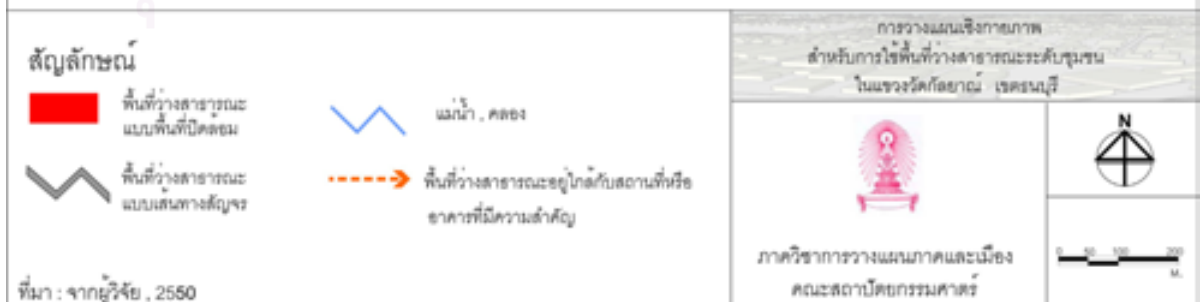 สัญลักษณ์
พื้นที่ว่างสาธารณะ
แบบพื้นที่ปิดล้อม
แม่น้ำ , คลอง
พื้นที่ว่างสาธารณะ
แบบเส้นทางสัญจร
พื้นที่ว่างสาธารณะอยู่ใกล้กับสถานที่หรือ
อาคารที่มีความสำคัญ
ที่มา : จากผู้วิจัย , 2550
การวางแผนเชิงกายภาพ
สำหรับการใช้พื้นที่ว่างสาธารณะระดับชุมชน
ในแขวงวัดกัลยาณ์ เขตธนบุรี
N
ภาควิชาการวางแผนภาคและเมือง
คณะสถาปัตยกรรมศาตร์
0 50 100 200
M.